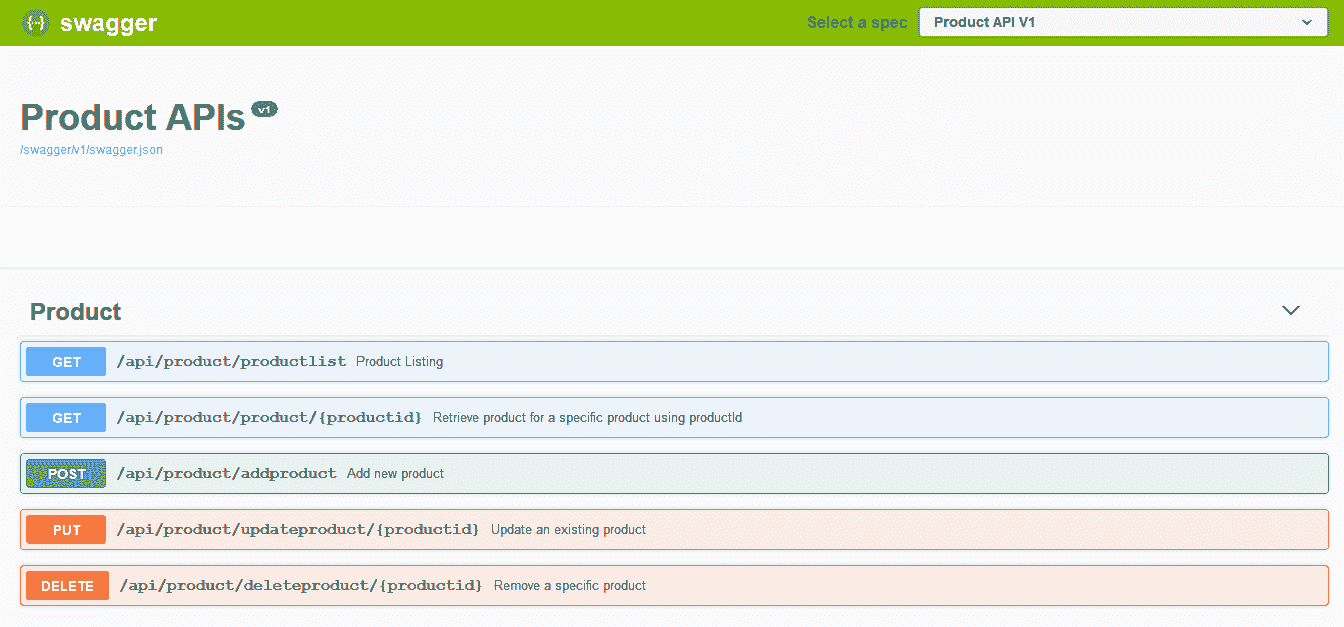 {···} swagger
Select a spec
Product API V1
Product APIs v1
/swagger/v1/swagger.json
Product
GET /api/product/productlist Product Listing
GET /api/product/product/{productid} Retrieve product for a specific product using productId
POST /api/product/addproduct Add new product
PUT /api/product/updateproduct/{productid} Update an existing product
DELETE /api/product/deleteproduct/{productid} Remove a specific product